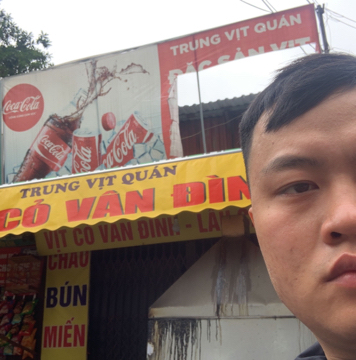 TRUNG VỊT QUÁN
ĐẶC SẢN VỊT
Coca-Cola
Coca-Cola
Coca-Cola
TRUNG VỊT QUÁN
CỎ VÂN ĐÌN
VỊT CỎ VÂN ĐÌNH - LẨ
CHÁO
BÚN
MIẾN